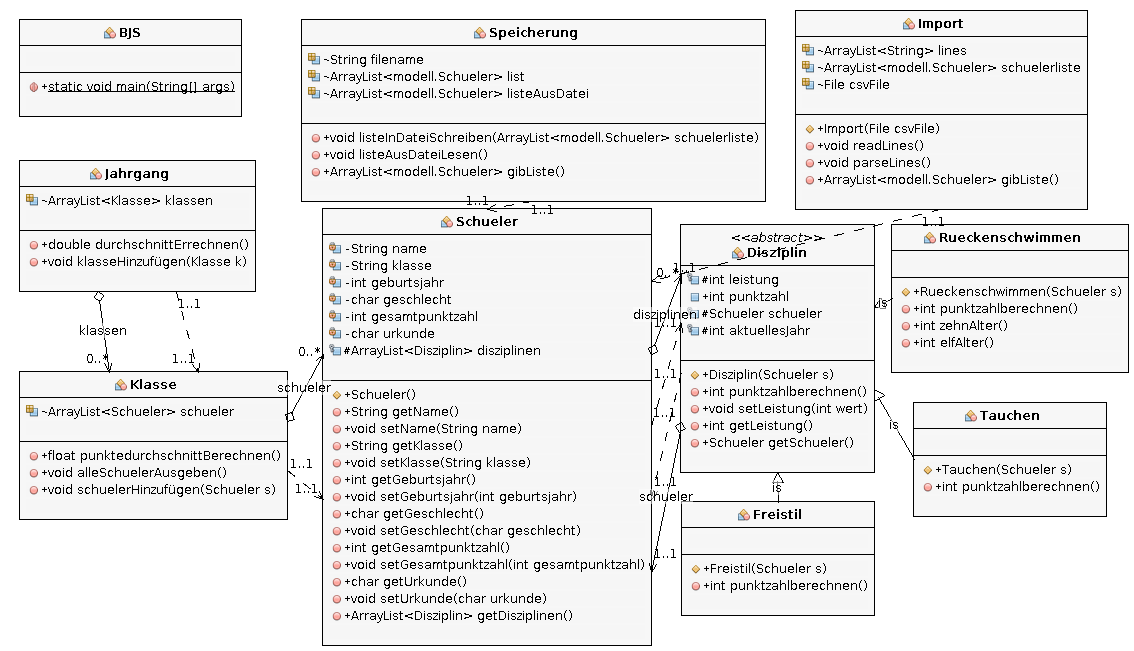 BJS
+static void main(String[] args)
Speicherung
~String filename
~ArrayList<modell.Schueler> list
~ArrayList<modell.Schueler> listeAusDatei
+void listeInDateiSchreiben(ArrayList<modell.Schueler> schuelerliste)
+void listeAusDateiLesen()
+ArrayList<modell.Schueler> gibListe()
1..1
1..1
Import
~ArrayList<String> lines
~ArrayList<modell.Schueler> schuelerliste
~File csvFile
+Import(File csvFile)
+void readLines()
+void parseLines()
+ArrayList<modell.Schueler> gibListe()
1..1
Jahrgang
~ArrayList<Klasse> klassen
+double durchschnittErrechnen()
+void klasseHinzufügen(Klasse k)
1..1
klassen
0..*
1..1
Klasse
~ArrayList<Schueler> schueler
+float punktedurchschnittBerechnen()
+void alleSchuelerAusgeben()
+void schuelerHinzufügen(Schueler s)
0..*
schueler
1..1
1..1
Schueler
-String name
-String klasse
-int geburtsjahr
-char geschlecht
-int gesamtpunktzahl
-char urkunde
#ArrayList<Disziplin> disziplinen
+Schueler()
+String getName()
+void setName(String name)
+String getKlasse()
+void setKlasse(String klasse)
+int getGeburtsjahr()
+void setGeburtsjahr(int geburtsjahr)
+char getGeschlecht()
+void setGeschlecht(char geschlecht)
+int getGesamtpunktzahl()
+void setGesamtpunktzahl(int gesamtpunktzahl)
+char getUrkunde()
+void setUrkunde(char urkunde)
+ArrayList<Disziplin> getDisziplinen()
0..*
1..1
disziplinen
1..1
1..1
1..1
1..1
schueler
1..1
<<abstract>>
Disziplin
#int leistung
+int punktzahl
#Schueler schueler
#int aktuellesJahr
+Disziplin(Schueler s)
+int punktzahlberechnen()
+void setLeistung(int wert)
+int getLeistung()
+Schueler getSchueler()
is
Rueckenschwimmen
+Rueckenschwimmen(Schueler s)
+int punktzahlberechnen()
+int zehnAlter()
+int elfAlter()
is
Tauchen
+Tauchen(Schueler s)
+int punktzahlberechnen()
is
Freistil
+Freistil(Schueler s)
+int punktzahlberechnen()